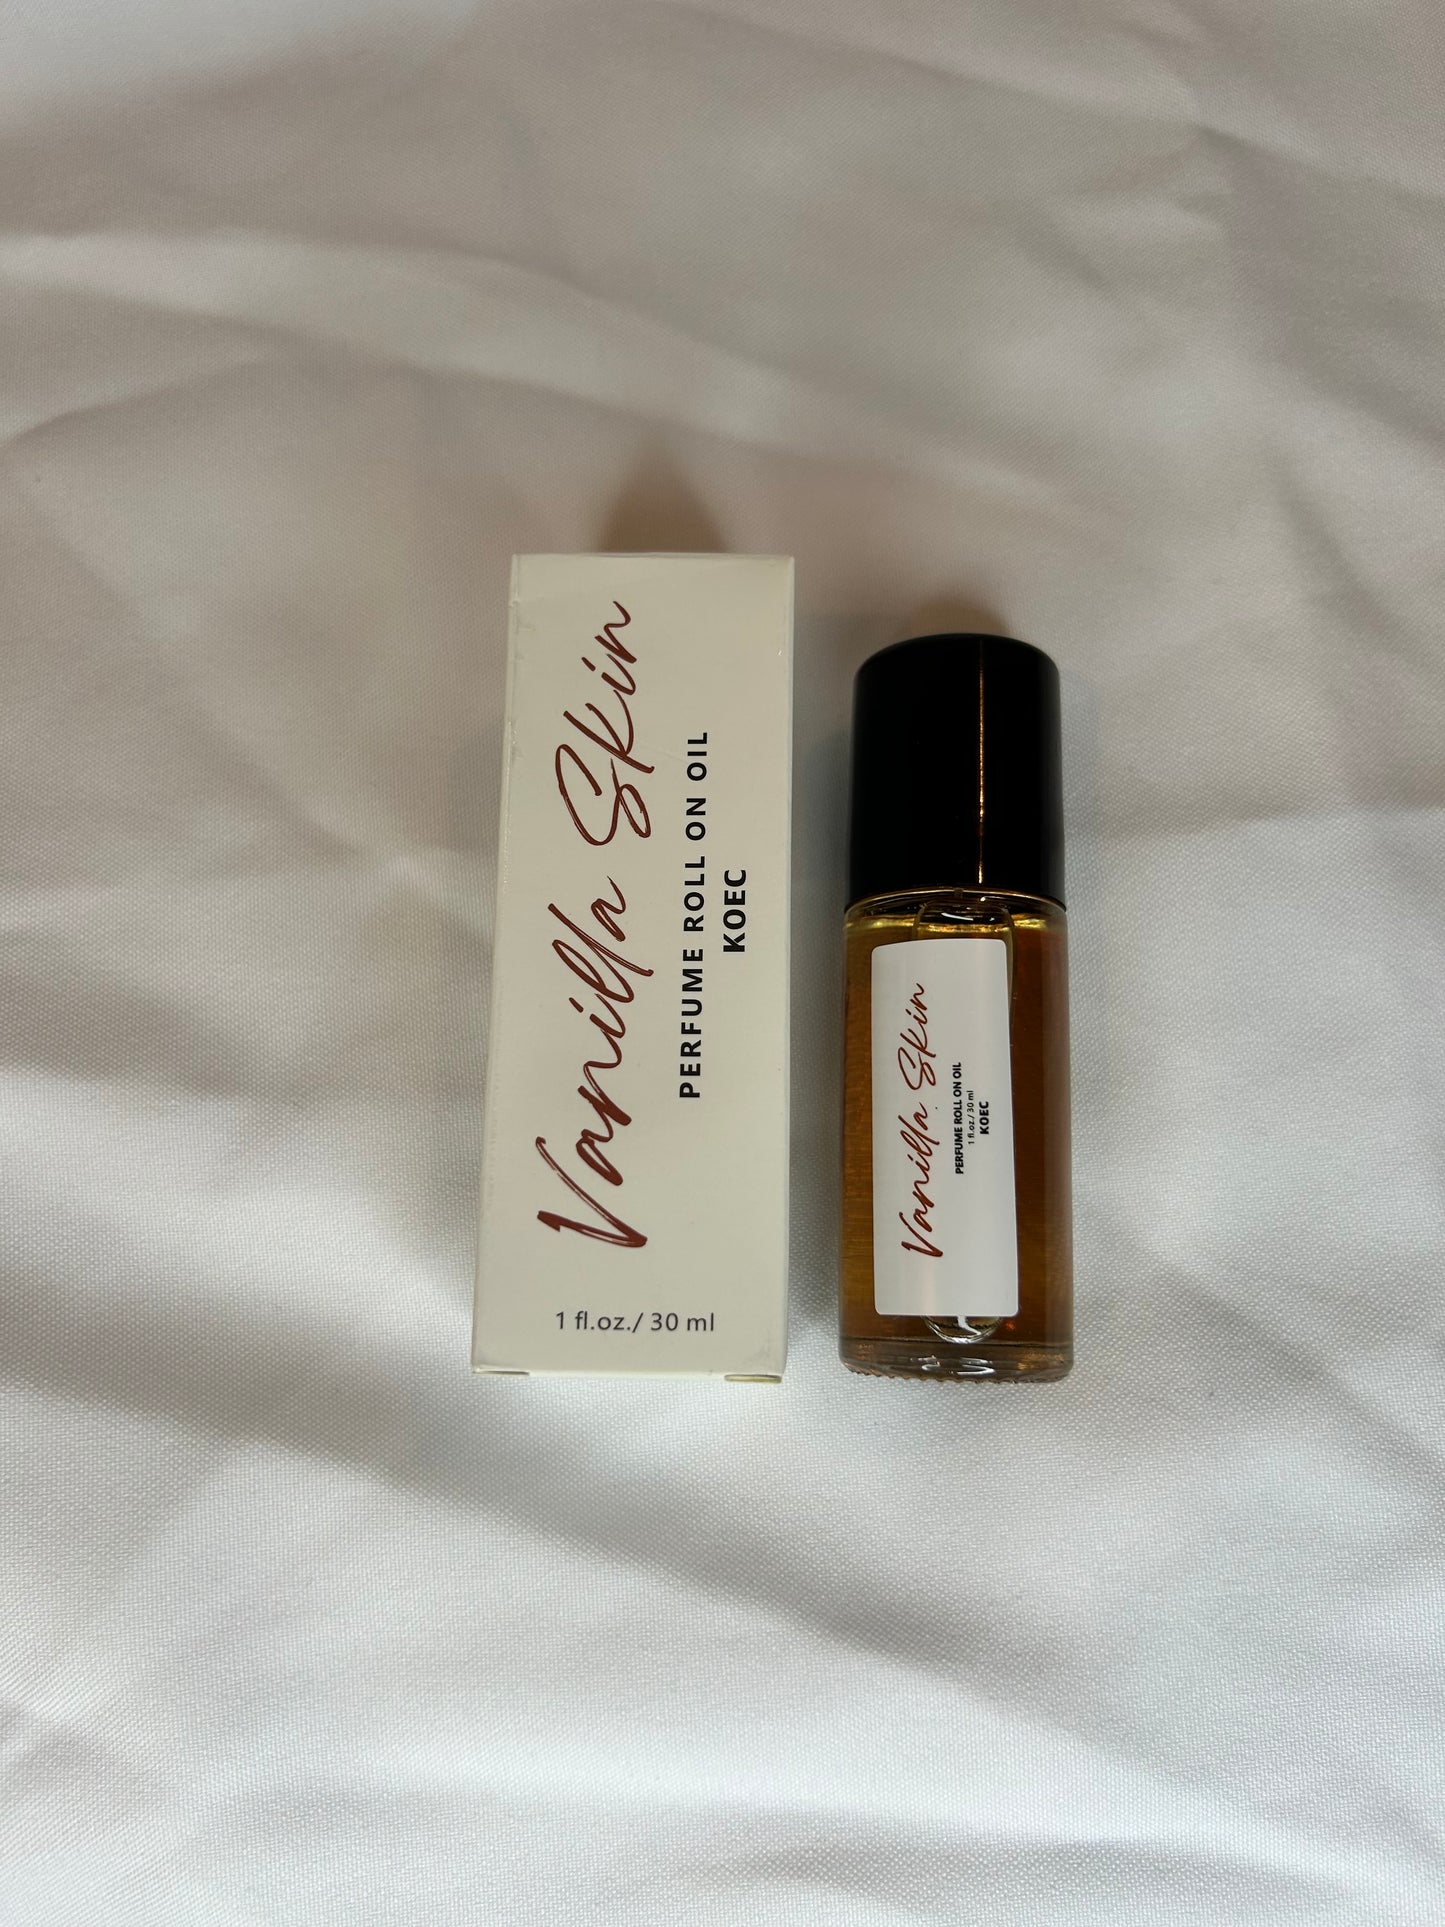 Vanilla Skin
PERFUME ROLL ON OIL
KOEC
1 fl.oz./ 30 ml
Vanilla Skin
PERFUME ROLL ON OIL
1 fl.oz./ 30 ml
KOEC